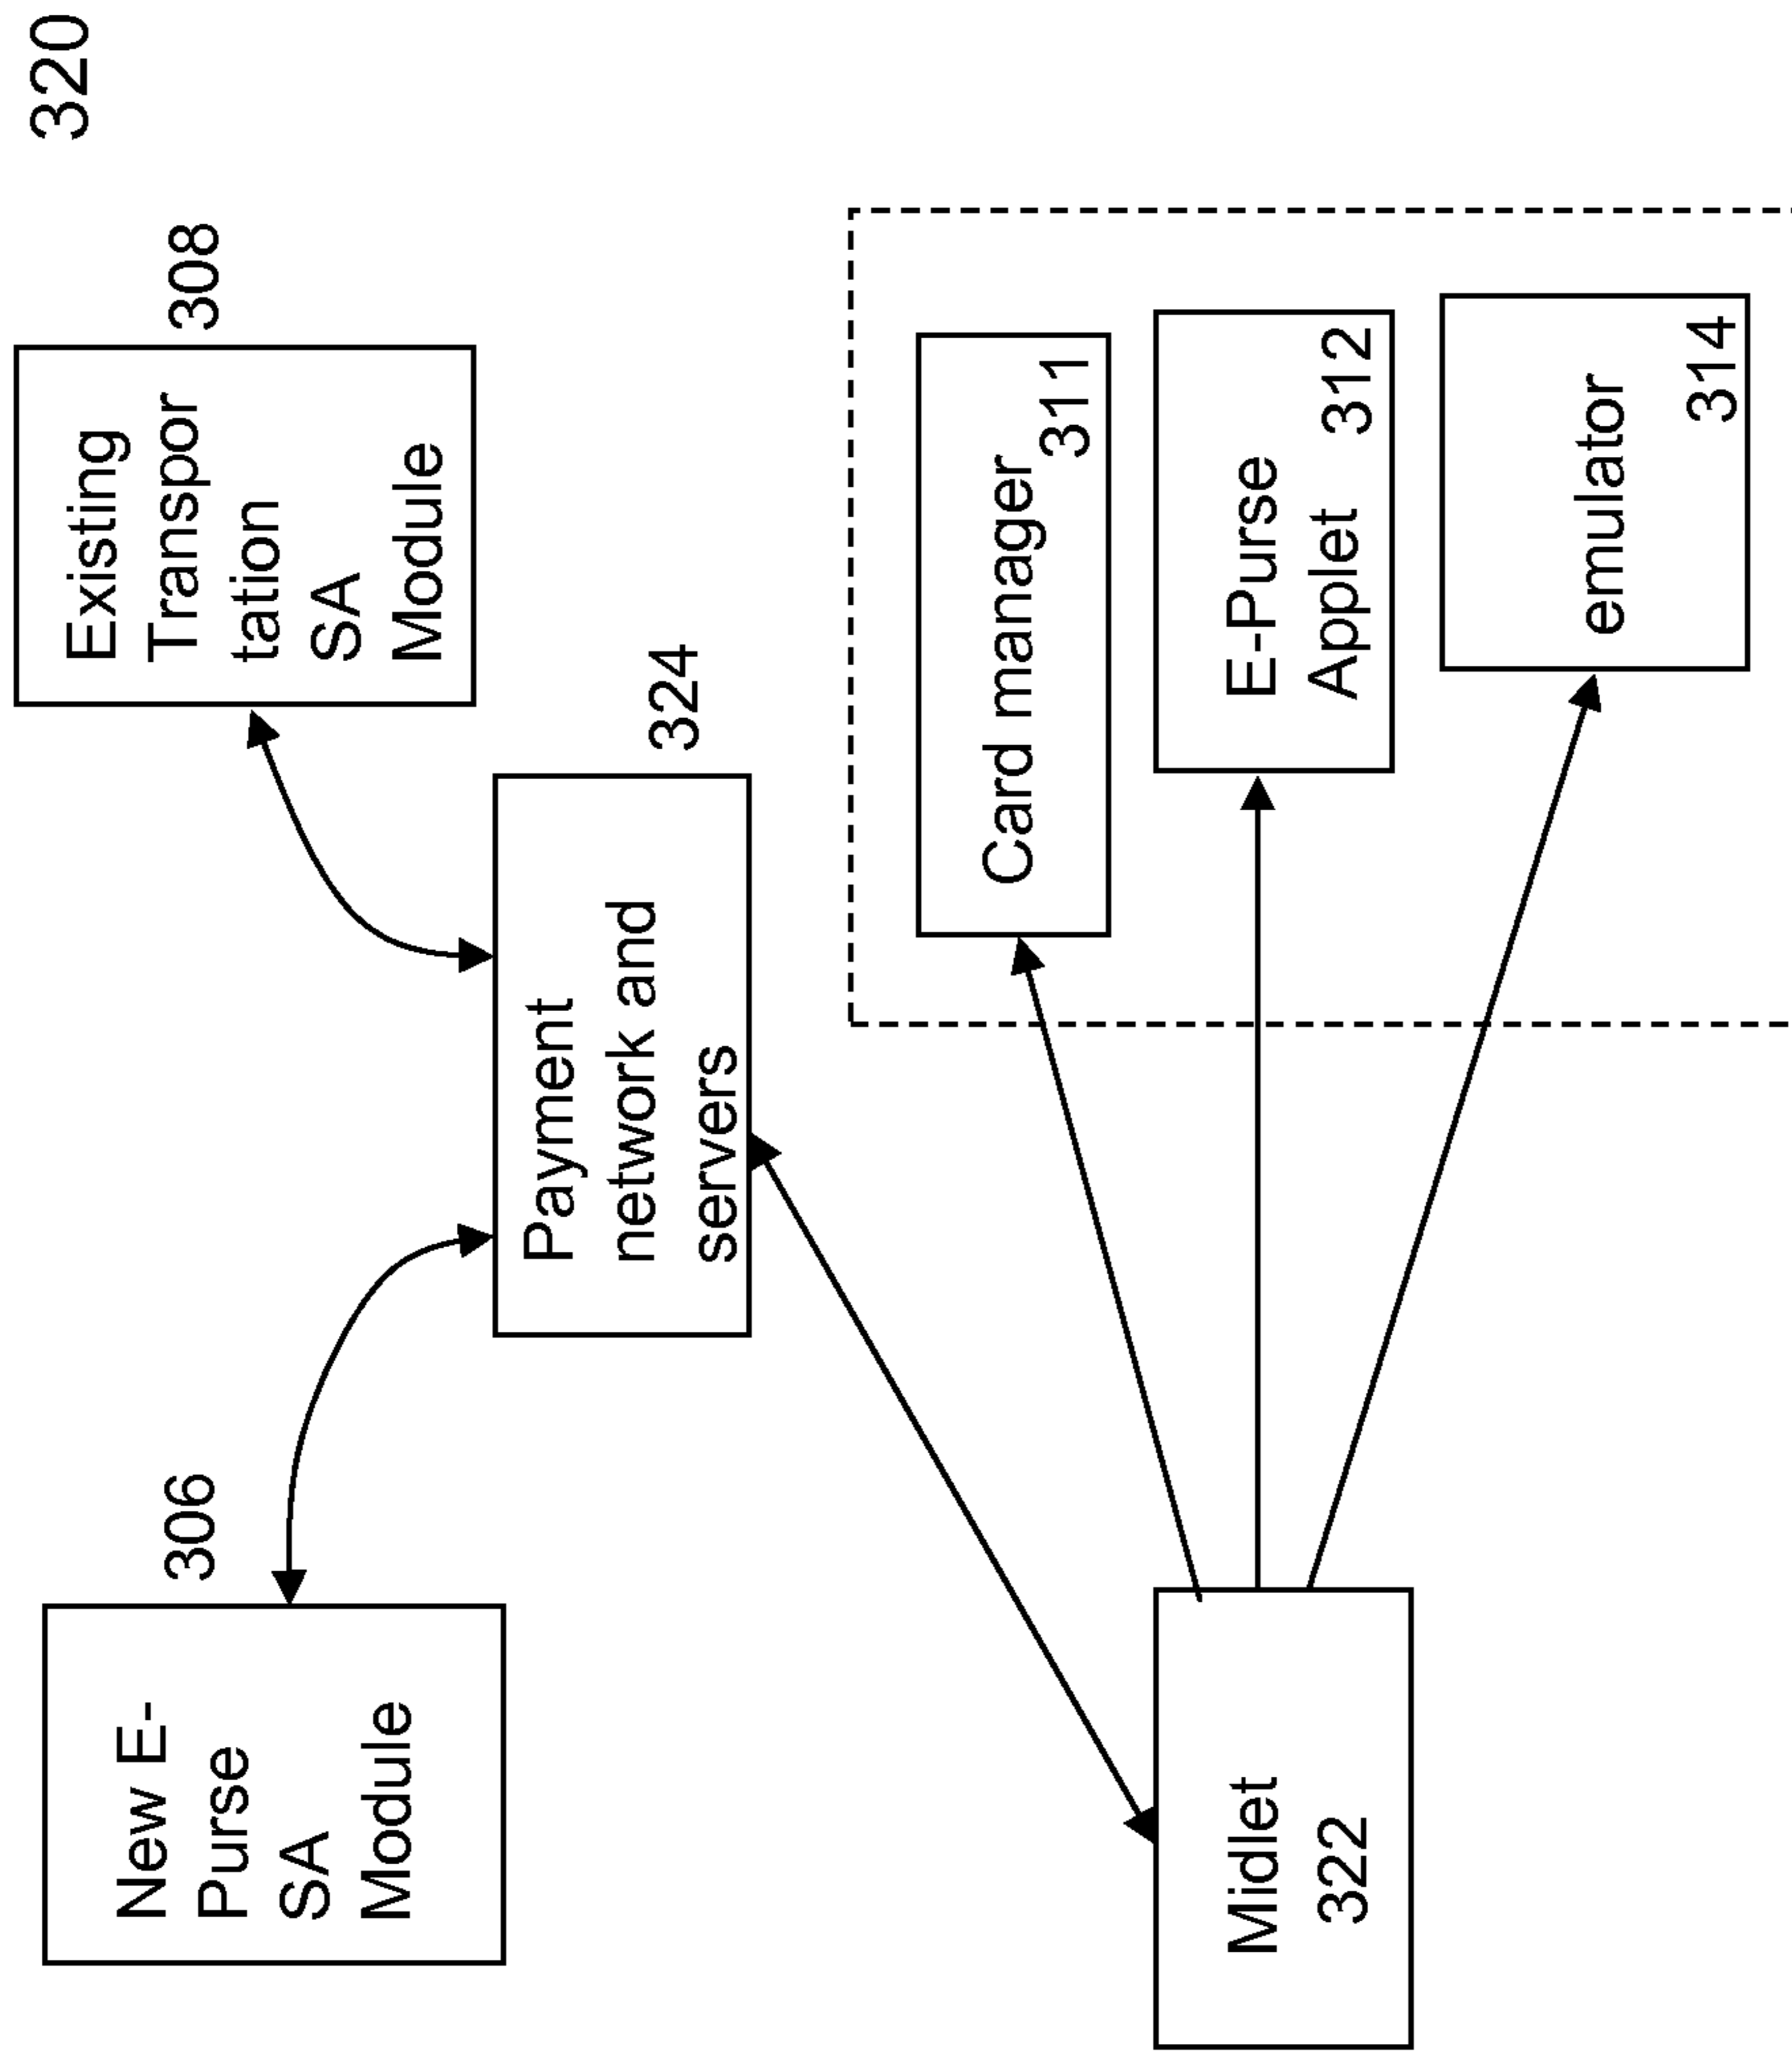 320
New E-
Purse
SA
Module
306
Existing
Transpor
tation
SA
Module
308
Payment
network and
servers
324
Card manager
311
E-Purse
Applet 312
emulator
314
Midlet
322